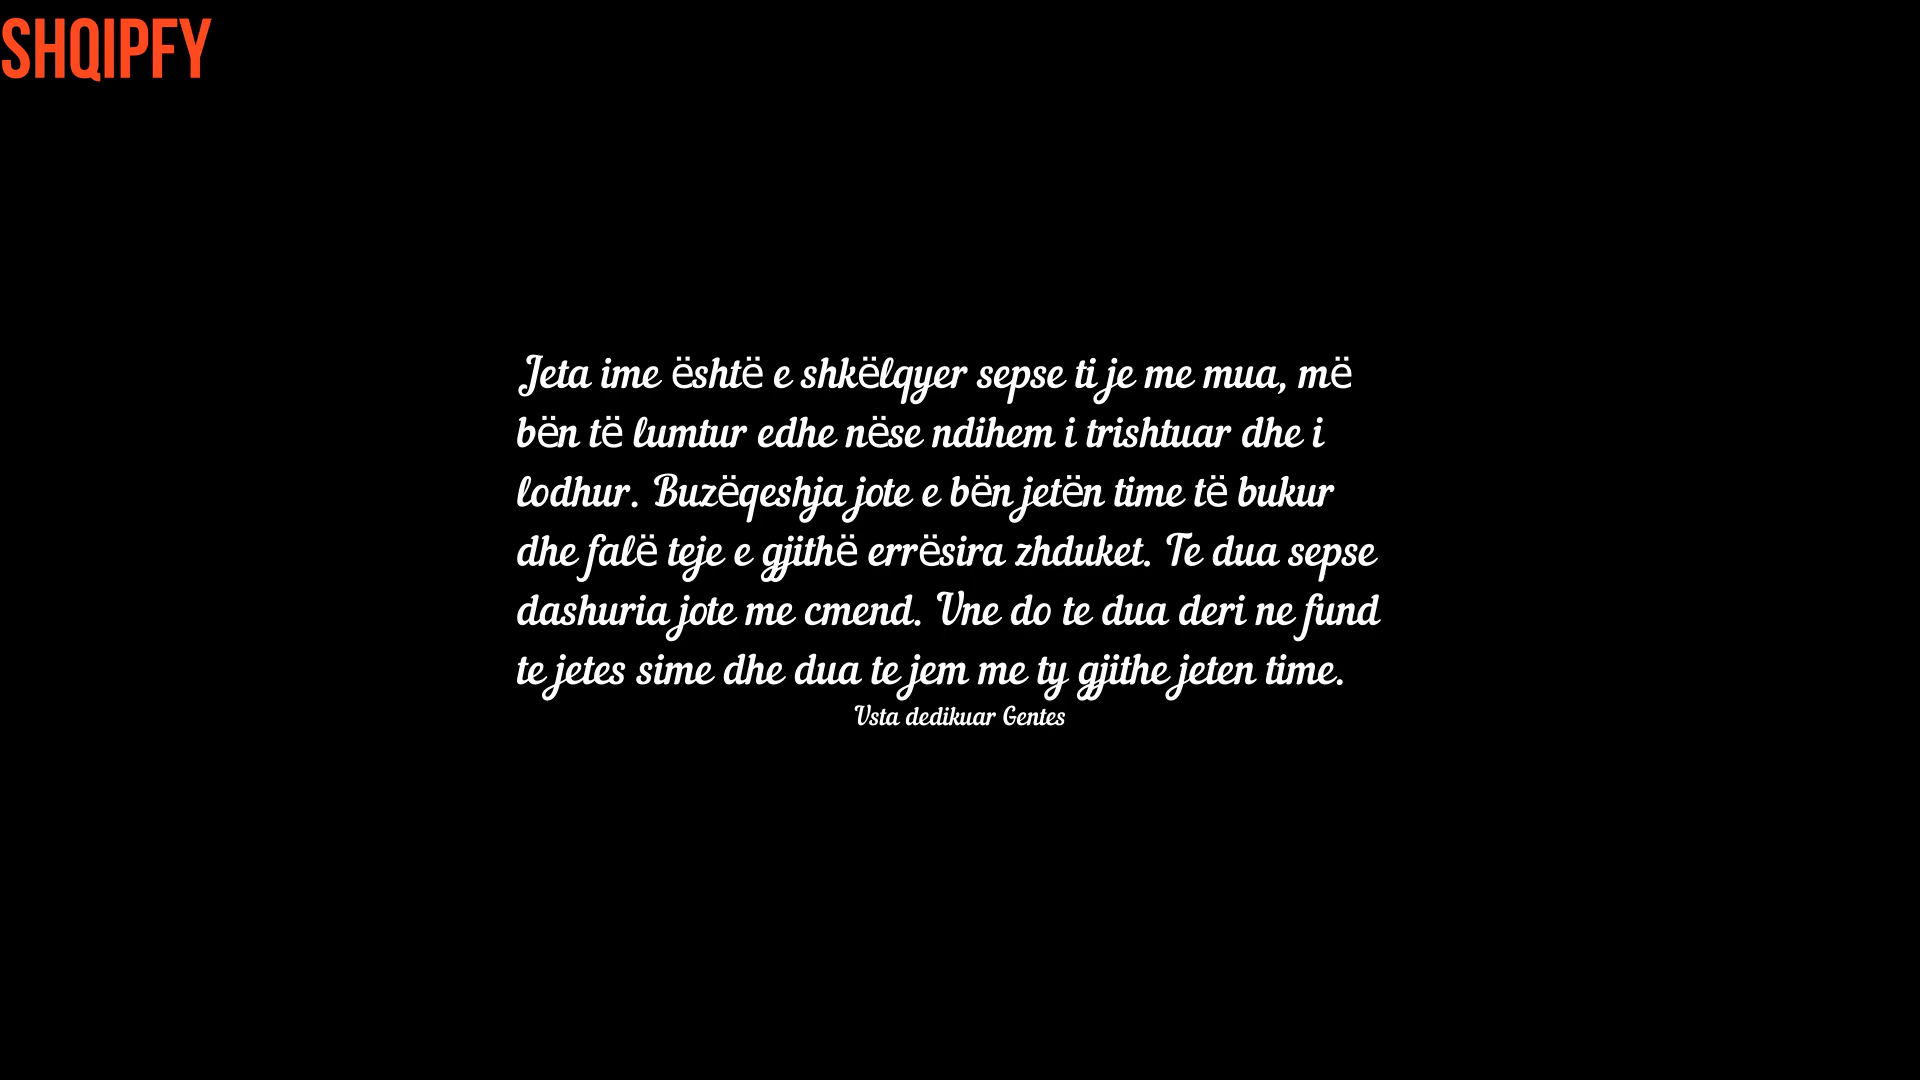 SHQIPFY
Jeta ime është e shkëlqyer sepse ti je me mua, më
bën të lumtur edhe nëse ndihem i trishtuar dhe i
lodhur. Buzëqeshja jote e bën jetën time të bukur
dhe falë teje e gjithë errësira zhduket. Te dua sepse
dashuria jote me cmend. Une do te dua deri ne fund
te jetes sime dhe dua te jem me ty gjithe jeten time.
Usta dedikuar Gentes